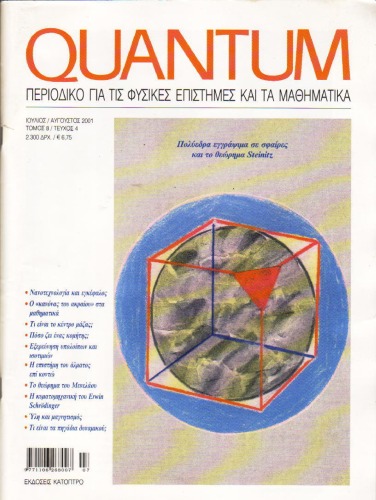 QUANTUM
ΠΕΡΙΟΔΙΚΟ ΓΙΑ ΤΙΣ ΦΥΣΙΚΕΣ ΕΠΙΣΤΗΜΕΣ ΚΑΙ ΤΑ ΜΑΘΗΜΑΤΙΚΑ
ΙΟΥΛΙΟΣ / ΑΥΓΟΥΣΤΟΣ 2001
ΤΟΜΟΣ 8 / ΤΕΥΧΟΣ 4
2.300 ΔΡΧ. / € 6,75
Πολύεδρα εγγράψιμα σε σφαίρες
και το θεώρημα Steinitz
• Νανοτεχνολογία και εγκέφαλος
• Ο «κανόνας του ακραίου» στα
μαθηματικά
• Τι είναι το κέντρο μάζας;
• Πόσο ζει ένας κομήτης;
• Εξερεύνηση υπολοίπων και
ισοτιμιών
• Η επιστήμη του άλματος
επί κοντώ
• Το θεώρημα του Μενελάου
• Η κυματομηχανική του Erwin
Schrödinger
• Ύλη και μαγνητισμός
• Τι είναι τα πηγάδια δυναμικού;
07
ΕΚΔΟΣΕΙΣ ΚΑΤΟΠΤΡΟ